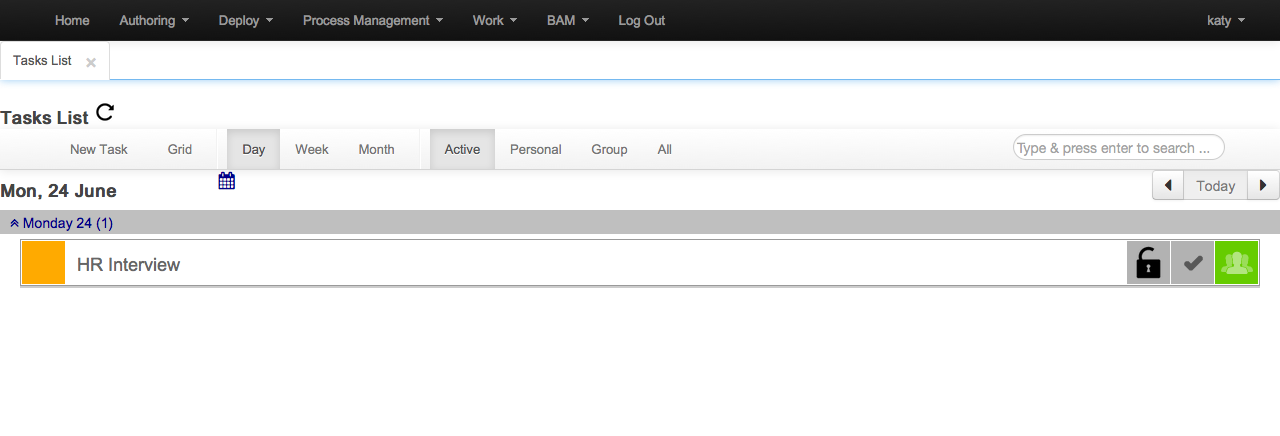 Home Authoring Deploy Process Management Work BAM Log Out katy
Tasks List
Tasks List
New Task Grid Day Week Month Active Personal Group All Type & press enter to search ...
Mon, 24 June Today
Monday 24 (1)
HR Interview